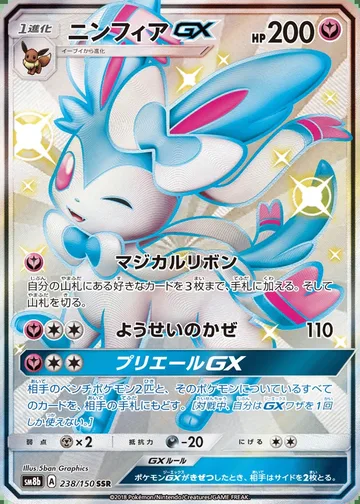 1進化
ニンフィアGX
HP 200
イーブイから進化
マジカルリボン
自分の山札にある好きなカードを3枚まで、手札に加える。そして
山札を切る。
ようせいのかぜ 110
プリエールGX
相手のベンチポケモン2匹と、そのポケモンについているすべて
のカードを、相手の手札にもどす。[対戦中、自分はGXワザを1回
しか使えない。]
弱点 ×2 抵抗力 -20 にげる
GXルール
ポケモンGXがきぜつしたとき、相手はサイドを2枚とる。
Illus.5ban Graphics
sm8b A 238/150 SSR
©2018 Pokémon/Nintendo/Creatures/GAME FREAK